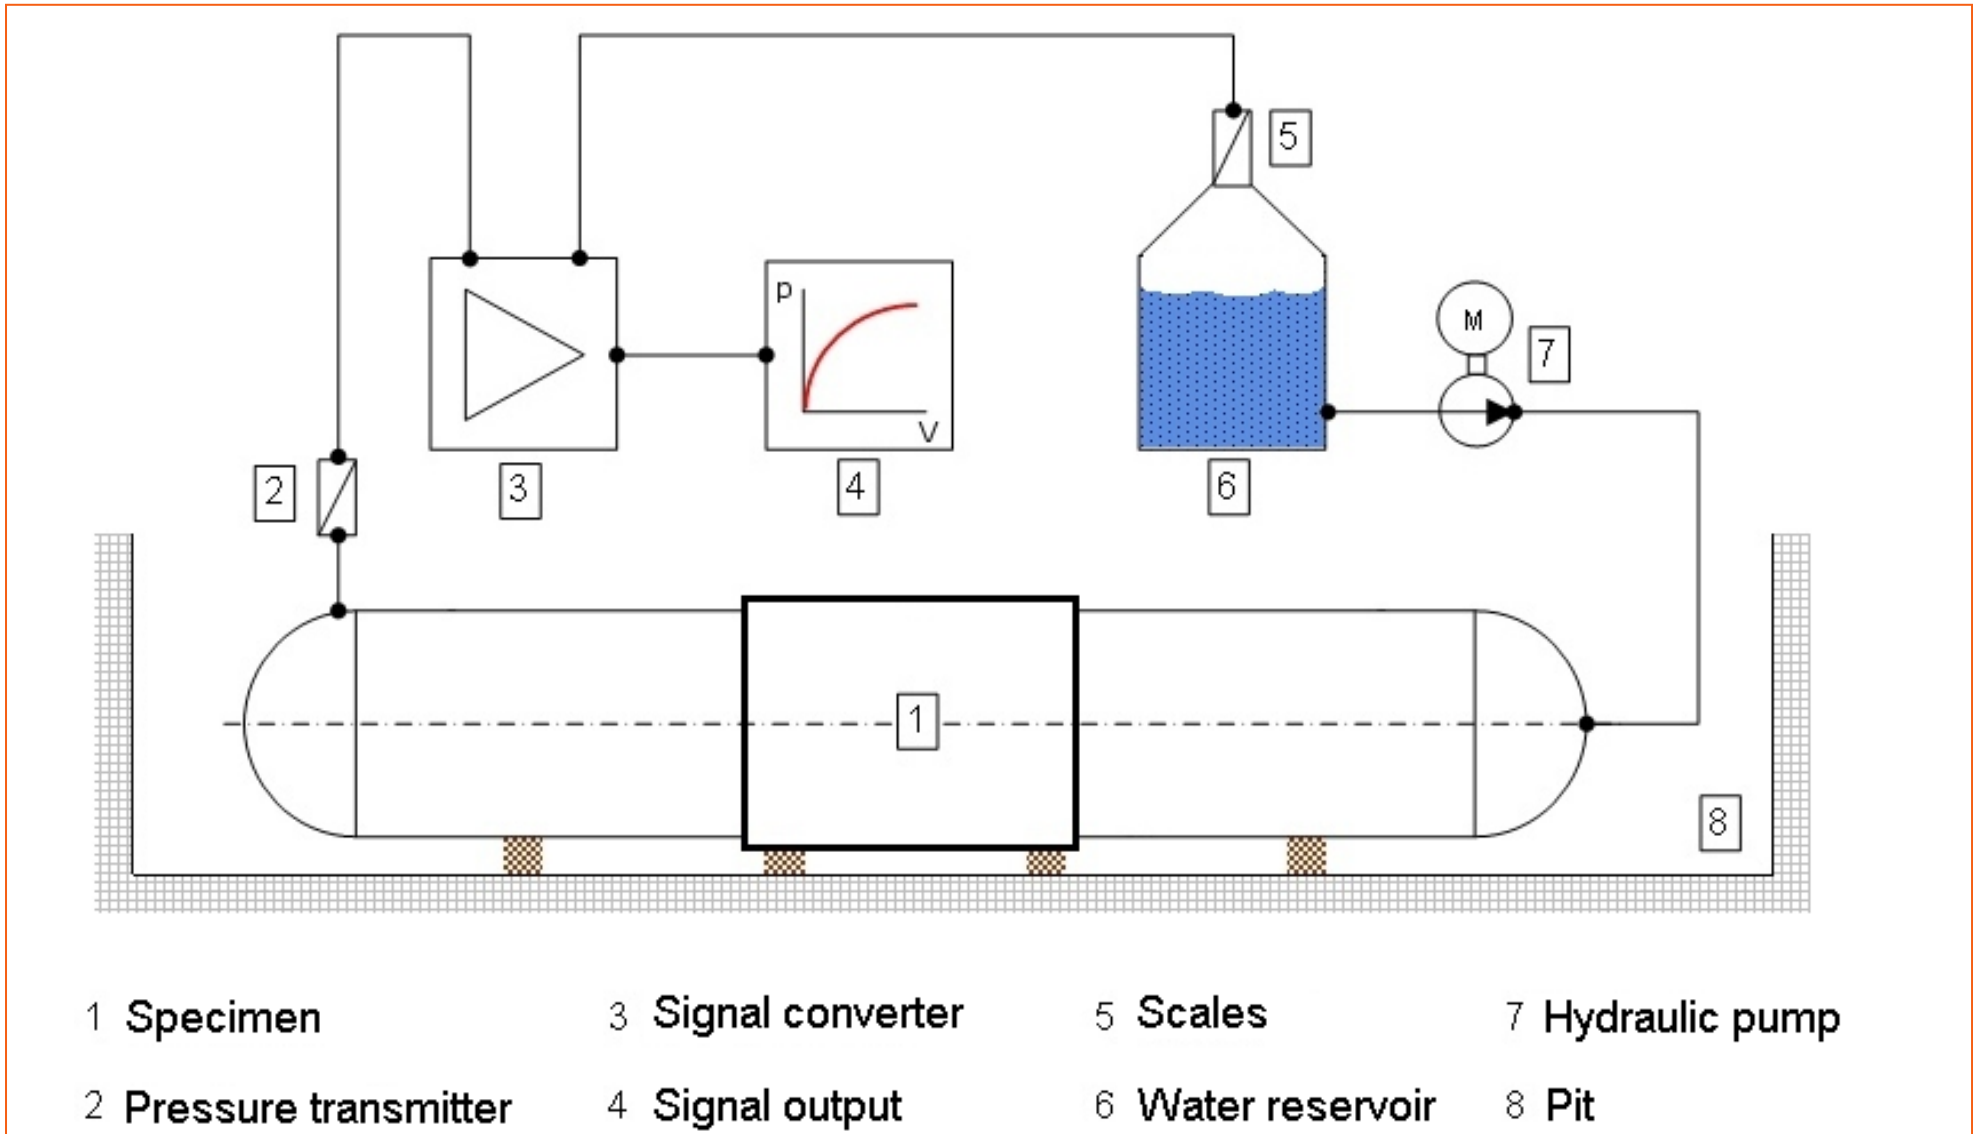 5
M
7
p
V
2
3
4
6
1
8
1 Specimen
3 Signal converter
5 Scales
7 Hydraulic pump
2 Pressure transmitter
4 Signal output
6 Water reservoir
8 Pit